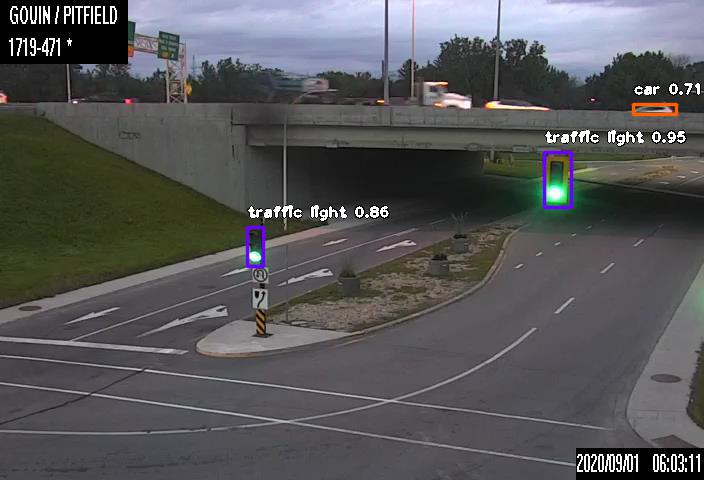 GOUIN / PITFIELD
1719-471 *
car 0.71
traffic light 0.95
traffic light 0.86
2020/09/01 06:03:11